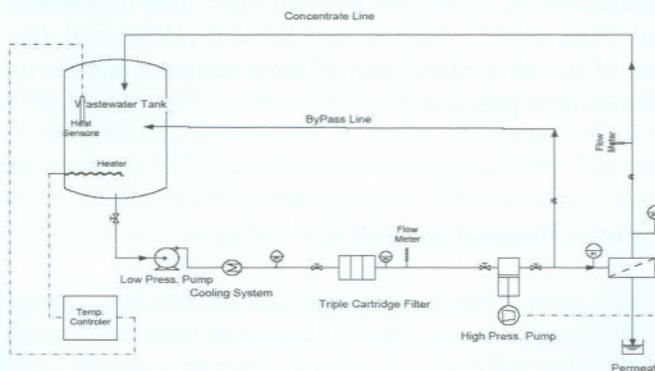 Concentrate Line
Wastewater Tank
Heat
Sensore
ByPass Line
Flow
Meter
Heater
Flow
Meter
Low Press. Pump
Cooling System
Triple Cartridge Filter
Temp.
Controler
High Press. Pump
Permeat